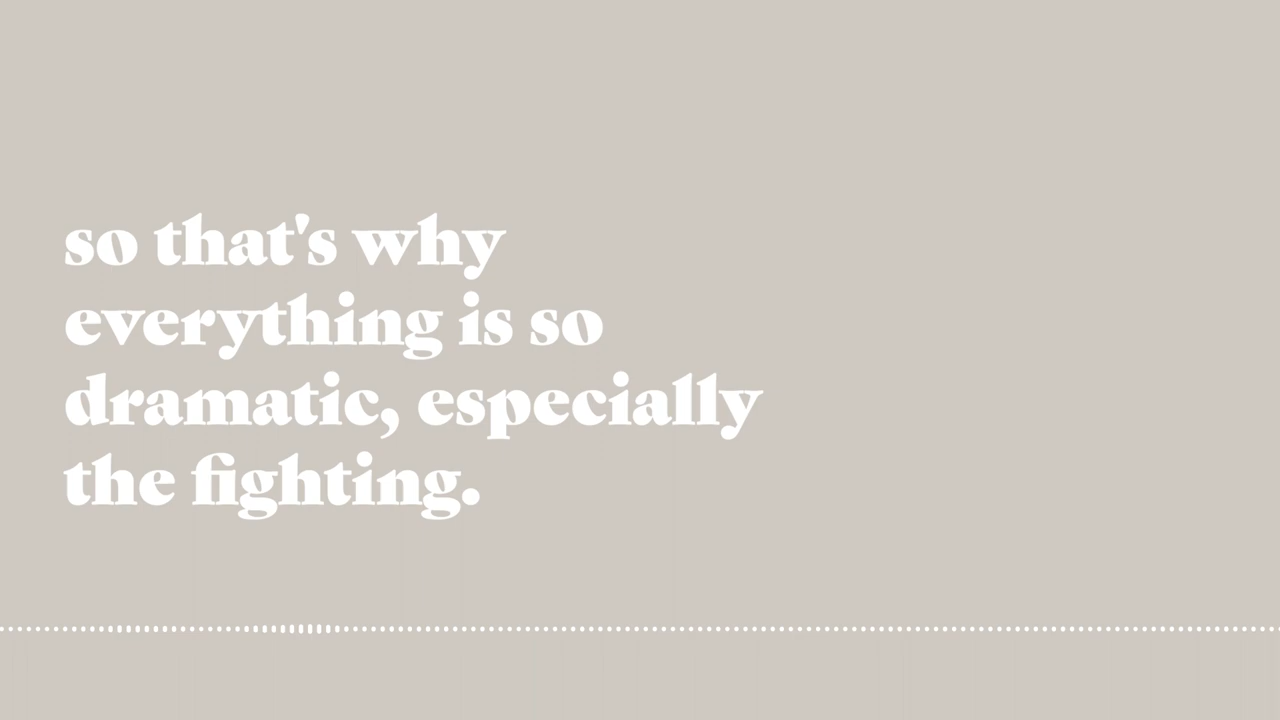 so that's why
everything is so
dramatic, especially
the fighting.